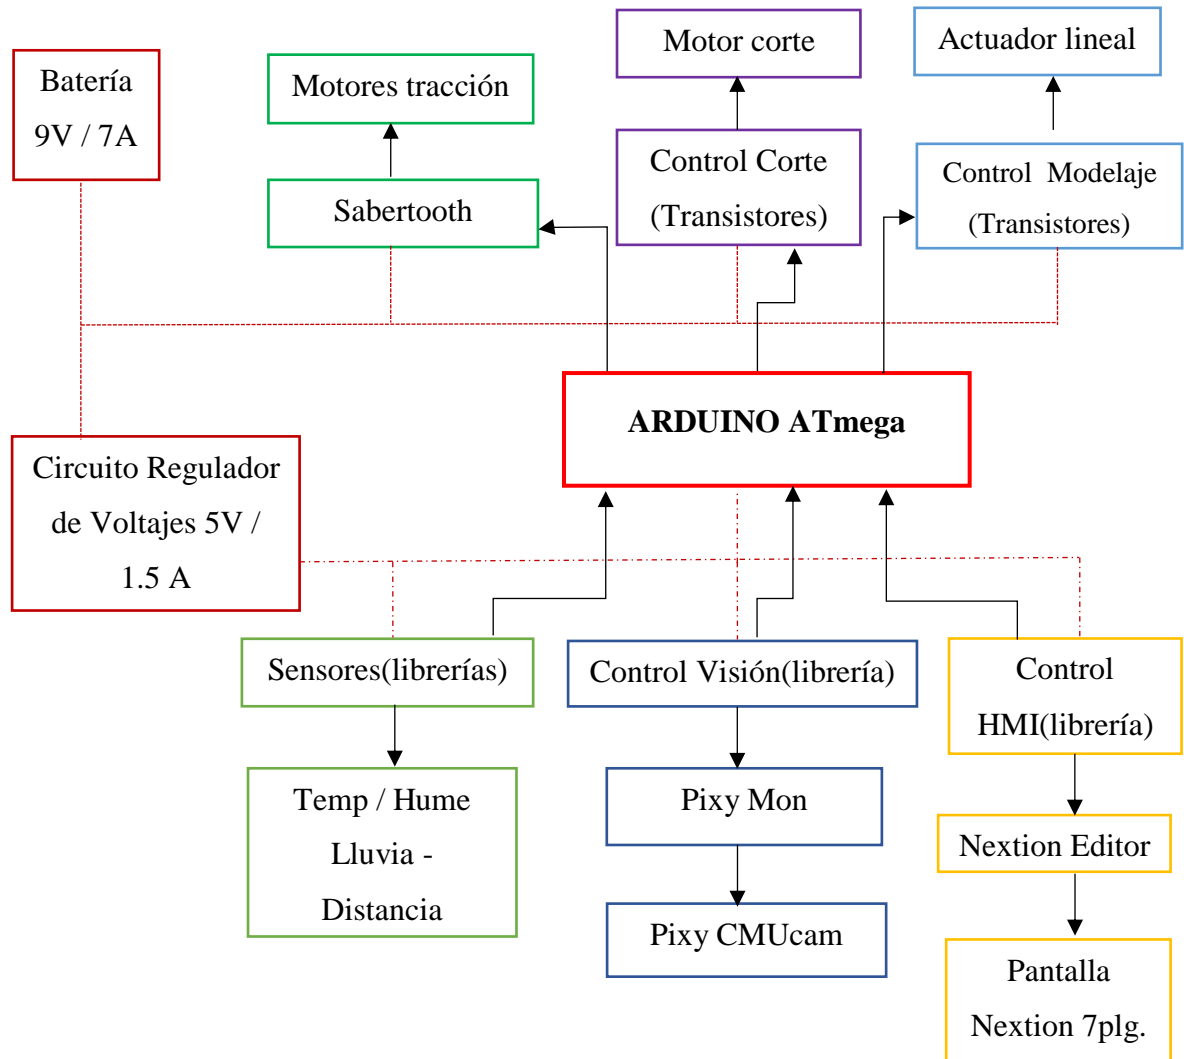 Motor corte
Actuador lineal
Batería
9V / 7A
Motores tracción
Control Corte
(Transistores)
Control Modelaje
(Transistores)
Sabertooth
ARDUINO ATmega
Circuito Regulador
de Voltajes 5V /
1.5 A
Sensores(librerías)
Control Visión(librería)
Control
HMI(librería)
Temp / Hume
Lluvia -
Distancia
Pixy Mon
Nextion Editor
Pixy CMUcam
Pantalla
Nextion 7plg.